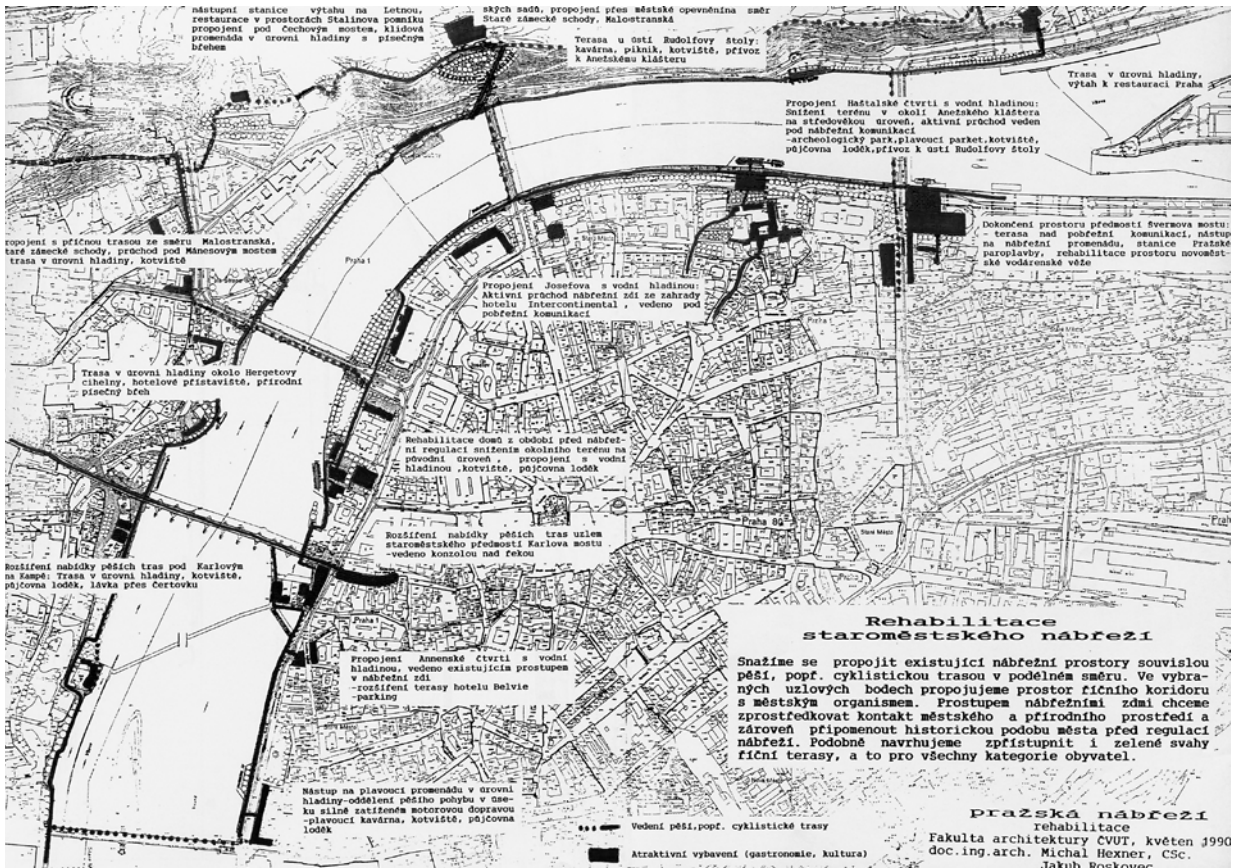 nástupní stanice výtahu na Letnou,
restaurace v prostorách Stalinova pomníku
propojení pod Čechovým mostem, klidová
promenáda v úrovni hladiny s písečným
břehem
ských sadů, propojení přes městské opevněnína směr
Staré zámecké schody, Malostranská
Terasa u ústí Rudolfovy štoly:
kavárna, piknik, kotviště, přívoz
k Anežskému klášteru
Trasa v úrovni hladiny,
výtah k restauraci Praha
Propojení Haštalské čtvrti s vodní hladinou:
Snížení terénu v okolí Anežského kláštera
na středověkou úroveň, aktivní průchod veden
pod nábřežní komunikací
-archeologický park,plavoucí parket,kotviště,
půjčovna loděk,přívoz k ústí Rudolfovy štoly
Dokončení prostoru předmostí Švermova mostu:
- terasa nad pobřežní komunikací, nástup
na nábřežní promenádu, stanice Pražské
paroplavby, rehabilitace prostoru novoměst-
ské vodárenské věže
ropojení s příčnou trasou ze směru Malostranská,
taré zámecké schody, průchod pod Mánesovým mostem
trasa v úrovni hladiny, kotviště
Praha 1
Propojení Josefova s vodní hladinou:
Aktivní průchod nábřežní zdí ze zahrady
hotelu Intercontinental , vedeno pod
pobřežní komunikací
Trasa v úrovni hladiny okolo Hergetovy
cihelny, hotelové přístaviště, přírodní
písečný břeh
Rehabilitace domů z období před nábřež-
ní regulací snížením okolního terénu na
původní úroveň , propojení s vodní
hladinou ,kotviště, půjčovna loděk
Rozšíření nabídky pěších tras uzlem
staroměstského předmostí Karlova mostu
-vedeno konzolou nad řekou
Praha 80
Staré Město
Praha 1
Rozšíření nabídky pěších tras pod Karlovým
na Kampě: Trasa v úrovni hladiny, kotviště,
půjčovna loděk, lávka přes Čertovku
Praha 1
Propojení Annenské čtvrti s vodní
hladinou, vedeno existujícím prostupem
v nábřežní zdi
-rozšíření terasy hotelu Belvie
-parking
Nástup na plavoucí promenádu v úrovni
hladiny-oddělení pěšího pohybu v úse-
ku silně zatíženém motorovou dopravou
-plavoucí kavárna, kotviště, půjčovna
loděk
Rehabilitace
staroměstského nábřeží
Snažíme se propojit existující nábřežní prostory souvislou
pěší, popř. cyklistickou trasou v podélném směru. Ve vybra-
ných uzlových bodech propojujeme prostor říčního koridoru
s městským organismem. Prostupem nábřežními zdmi chceme
zprostředkovat kontakt městského a přírodního prostředí a
zároveň připomenout historickou podobu města před regulací
nábřeží. Podobně navrhujeme zpřístupnit i zelené svahy
říční terasy, a to pro všechny kategorie obyvatel.
Vedení pěší,popř. cyklistické trasy
Atraktivní vybavení (gastronomie, kultura)
pražská nábřeží
rehabilitace
Fakulta architektury ČVUT, květen 1990
doc.ing.arch. Michal Hexner, CSc
Jakub Roskovec